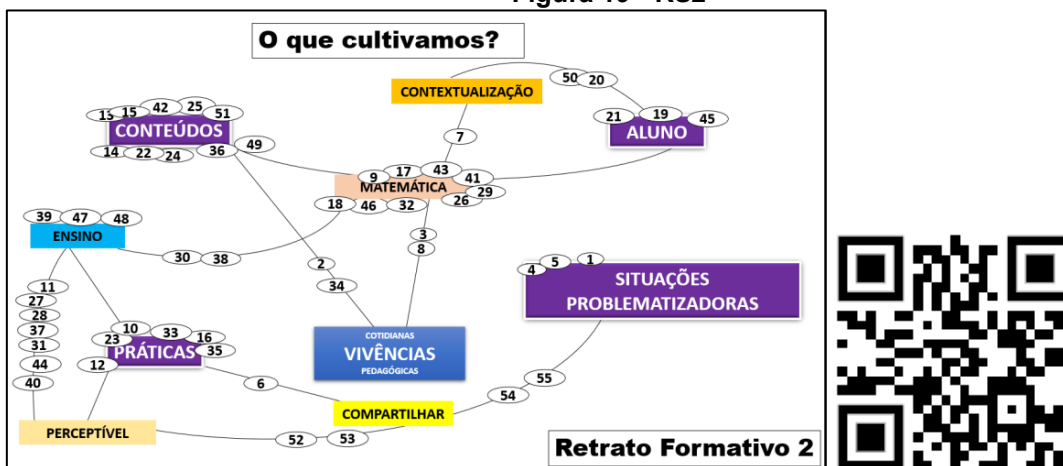 Figura 19 - RS2
O que cultivamos?
50 20
CONTEXTUALIZAÇÃO
13 15 42 25 51
CONTEÚDOS
21 19 45
ALUNO
7
14 22 24 36 49
9 17 43 41
MATEMÁTICA
29
18 46 32 26
39 47 48
ENSINO
30 38
3
8
2
34
4 5 1
SITUAÇÕES
PROBLEMATIZADORAS
11
27
28
37
31
44
40
10 33 16
23 35
PRÁTICAS
12
COTIDIANAS
VIVÊNCIAS
PEDAGÓGICAS
6
55
54
COMPARTILHAR
PERCEPTÍVEL
52 53
Retrato Formativo 2